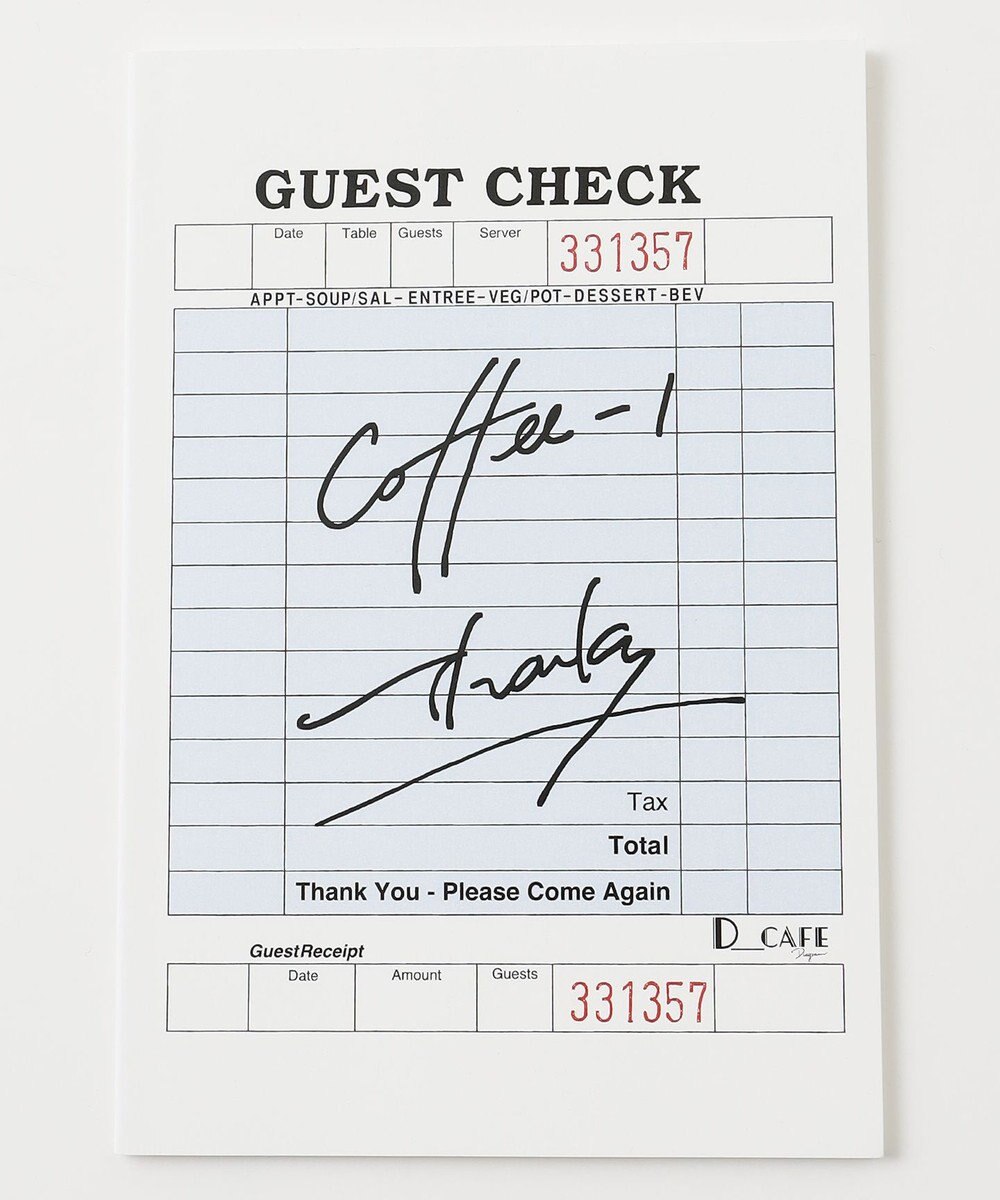 GUEST CHECK
Date Table Guests Server 331357
APPT-SOUP/SAL-ENTREE-VEG/POT-DESSERT-BEV
Coffee-1
Thanks
Tax
Total
Thank You - Please Come Again
D_CAFE
GuestReceipt
Date Amount Guests 331357